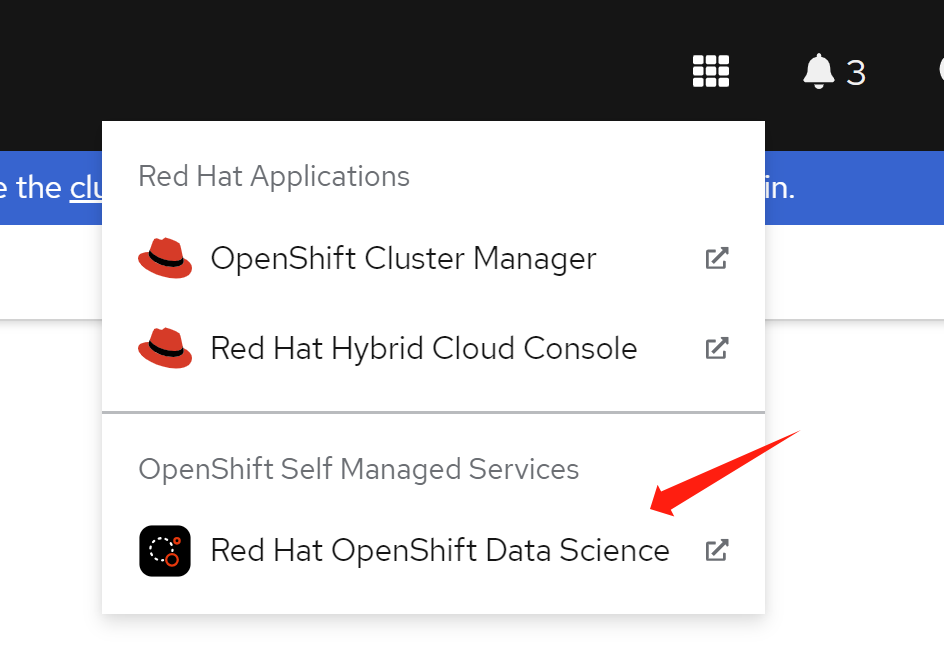 3
e the clu
in.
Red Hat Applications
OpenShift Cluster Manager
Red Hat Hybrid Cloud Console
OpenShift Self Managed Services
Red Hat OpenShift Data Science